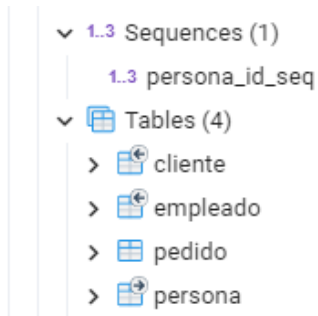 1..3 Sequences (1)
1..3 persona_id_seq
Tables (4)
cliente
empleado
pedido
persona